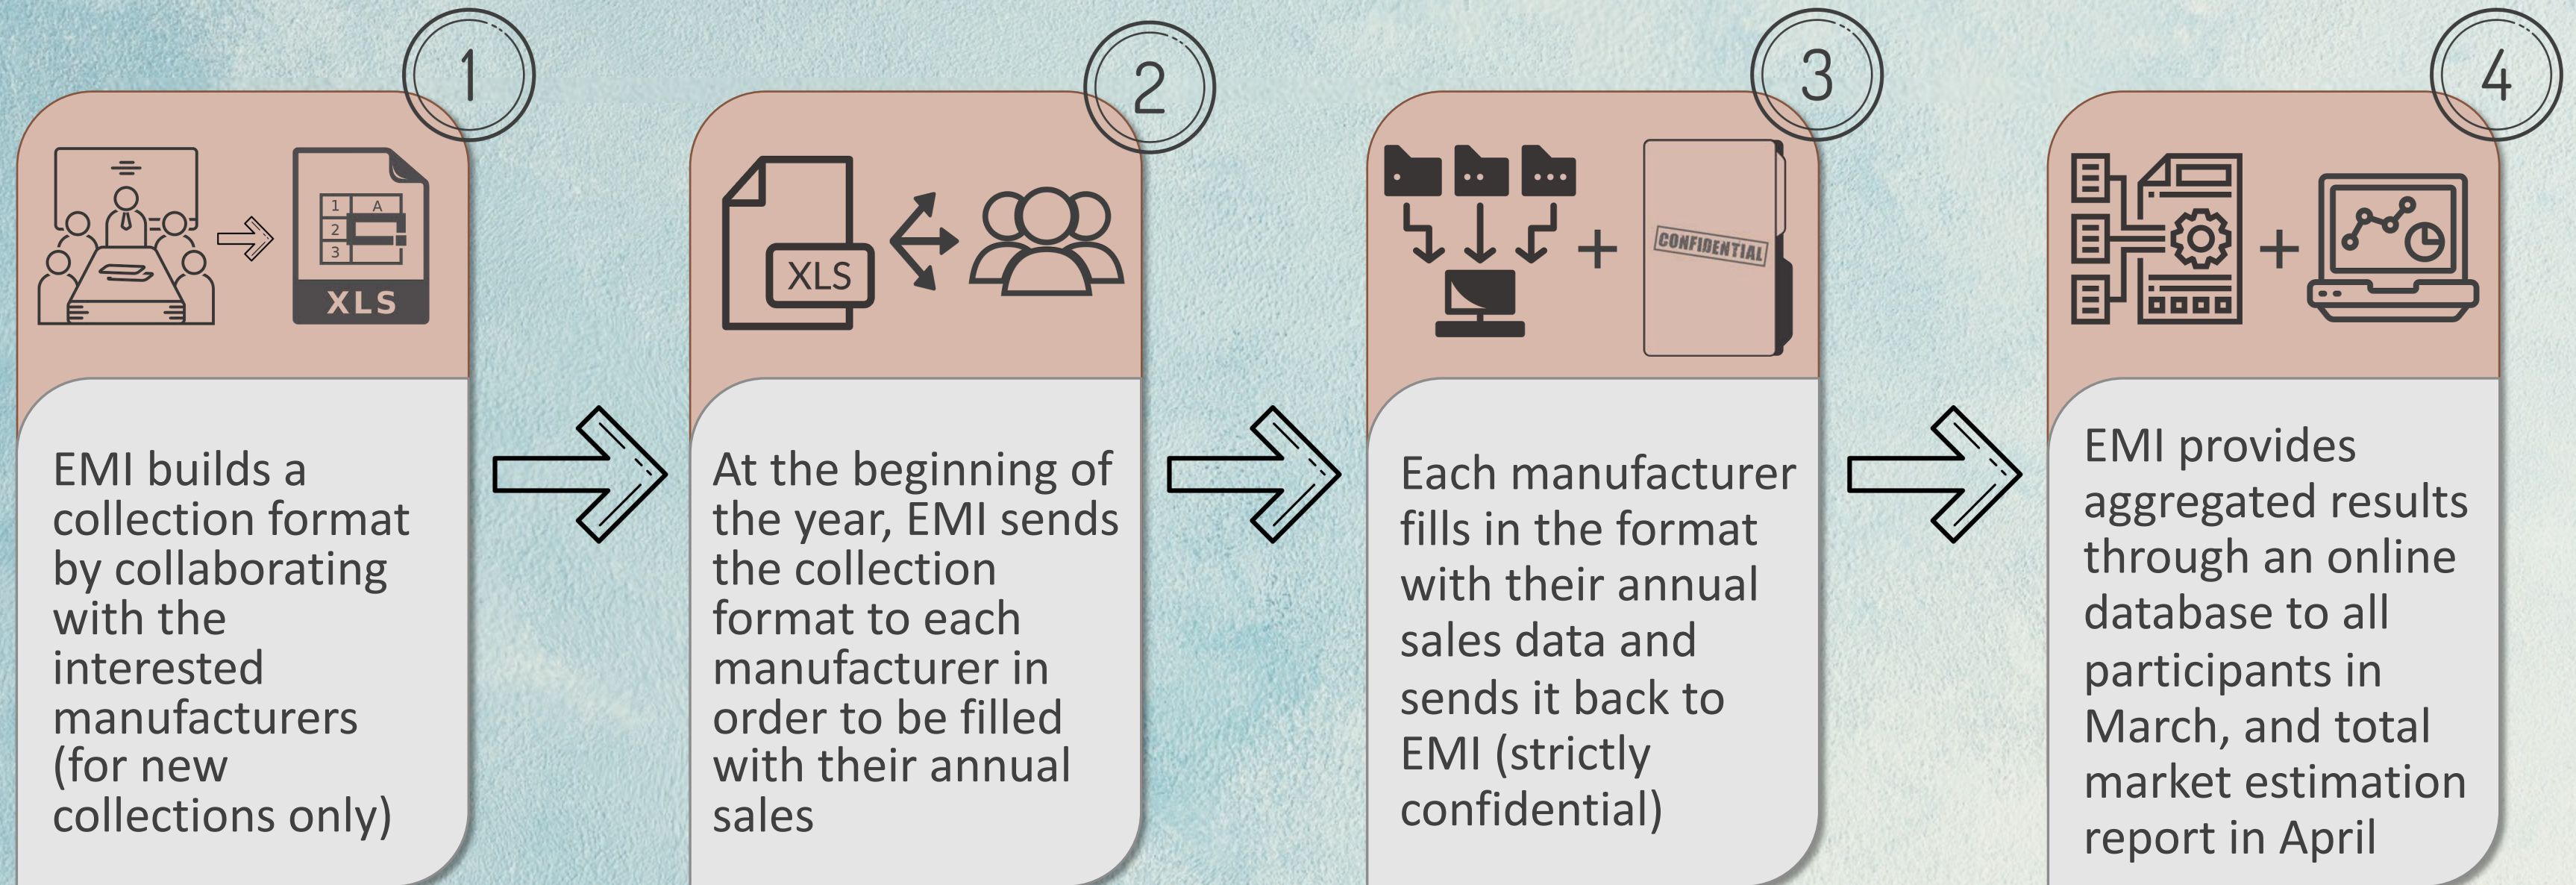 1
1 A
2
3
XLS
EMI builds a
collection format
by collaborating
with the
interested
manufacturers
(for new
collections only)
2
XLS
At the beginning of
the year, EMI sends
the collection
format to each
manufacturer in
order to be filled
with their annual
sales
3
CONFIDENTIAL
Each manufacturer
fills in the format
with their annual
sales data and
sends it back to
EMI (strictly
confidential)
4
EMI provides
aggregated results
through an online
database to all
participants in
March, and total
market estimation
report in April